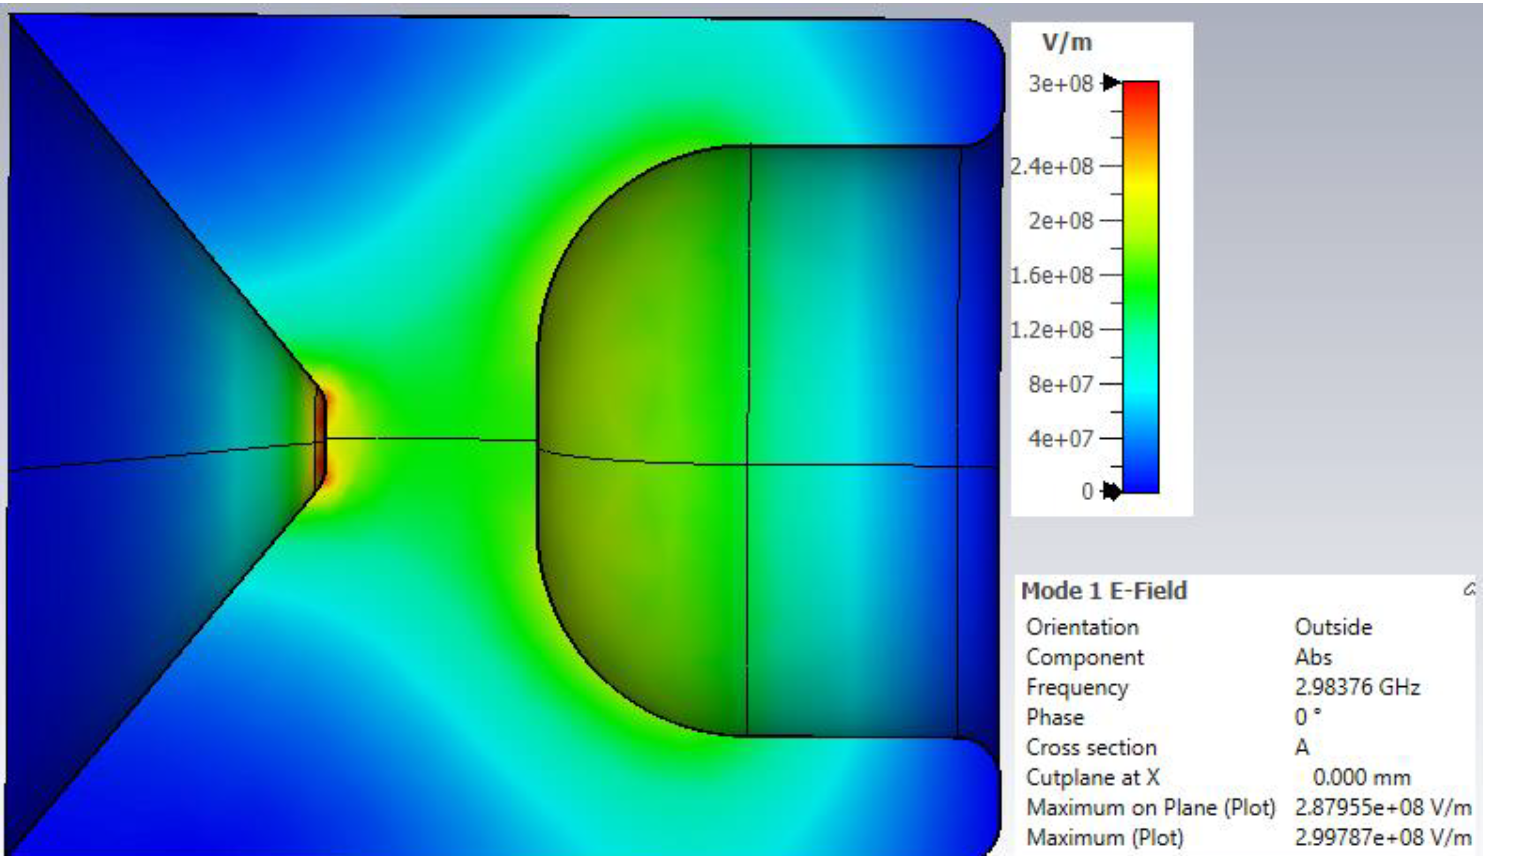 V/m
3e+08
2.4e+08
2e+08
1.6e+08
1.2e+08
8e+07
4e+07
0
Mode 1 E-Field
Orientation Outside
Component Abs
Frequency 2.98376 GHz
Phase 0 °
Cross section A
Cutplane at X 0.000 mm
Maximum on Plane (Plot) 2.87955e+08 V/m
Maximum (Plot) 2.99787e+08 V/m